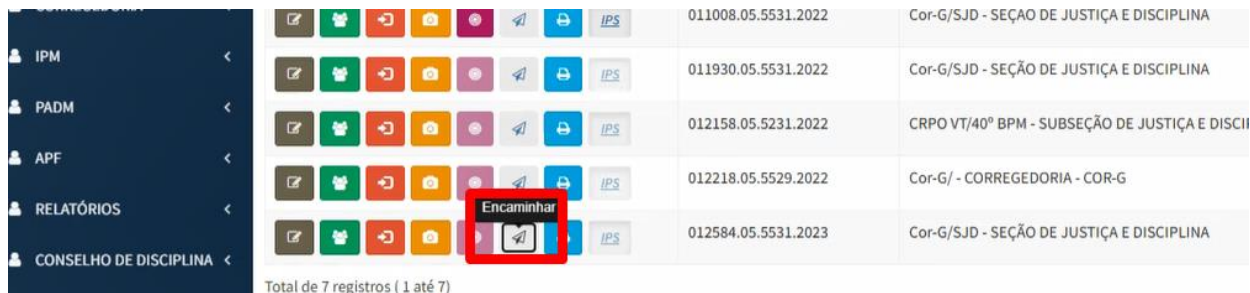 IPS 011008.05.5531.2022 Cor-G/SJD - SEÇÃO DE JUSTIÇA E DISCIPLINA
IPM
IPS 011930.05.5531.2022 Cor-G/SJD - SEÇÃO DE JUSTIÇA E DISCIPLINA
PADM
IPS 012158.05.5231.2022 CRPO VT/40º BPM - SUBSEÇÃO DE JUSTIÇA E
APF
IPS 012218.05.5529.2022 Cor-G/ - CORREGEDORIA - COR-G
RELATÓRIOS
Encaminhar
IPS 012584.05.5531.2023 Cor-G/SJD - SEÇÃO DE JUSTIÇA E DISCIPLINA
CONSELHO DE DISCIPLINA
Total de 7 registros ( 1 até 7)